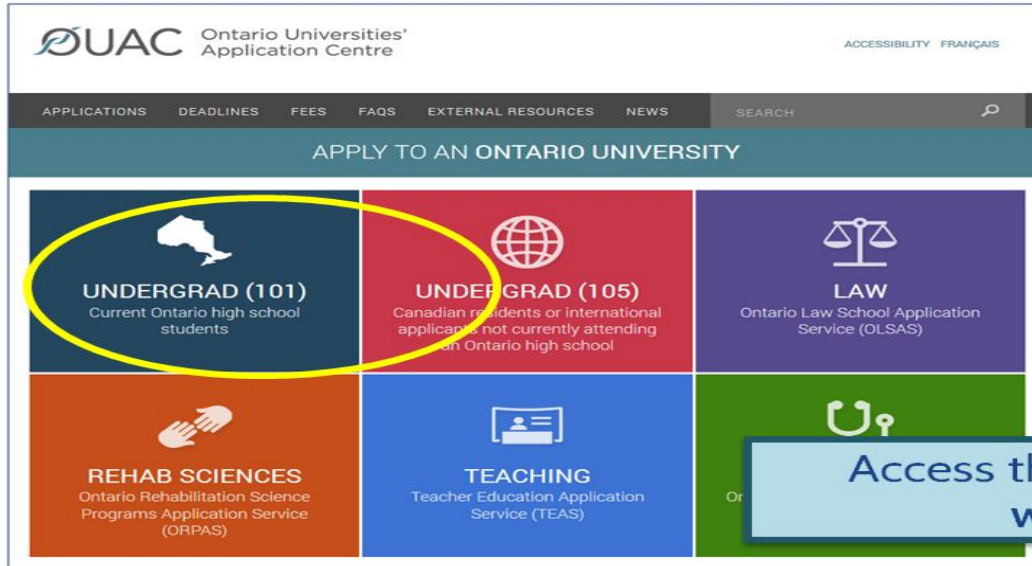 OUAC Ontario Universities'
Application Centre
ACCESSIBILITY FRANÇAIS
APPLICATIONS DEADLINES FEES FAQS EXTERNAL RESOURCES NEWS SEARCH
APPLY TO AN ONTARIO UNIVERSITY
UNDERGRAD (101)
Current Ontario high school
students
UNDERGRAD (105)
Canadian residents or international
applicants not currently attending
an Ontario high school
LAW
Ontario Law School Application
Service (OLSAS)
REHAB SCIENCES
Ontario Rehabilitation Science
Programs Application Service
(ORPAS)
TEACHING
Teacher Education Application
Service (TEAS)
Access